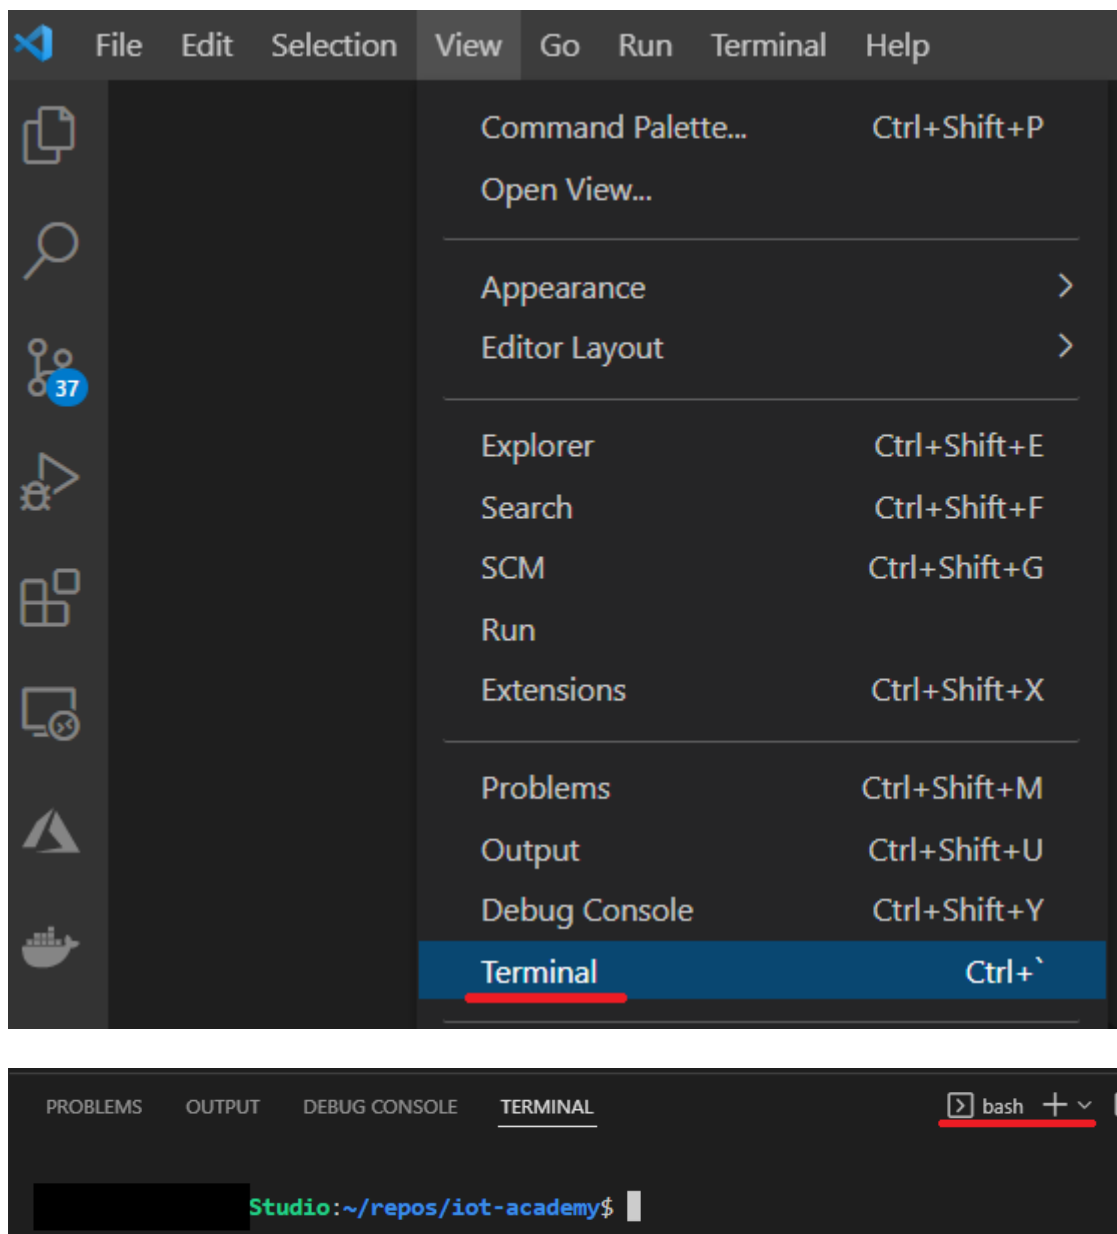 File Edit Selection View Go Run Terminal Help
Command Palette... Ctrl+Shift+P
Open View...
Appearance
Editor Layout
37
Explorer Ctrl+Shift+E
Search Ctrl+Shift+F
SCM Ctrl+Shift+G
Run
Extensions Ctrl+Shift+X
Problems Ctrl+Shift+M
Output Ctrl+Shift+U
Debug Console Ctrl+Shift+Y
Terminal Ctrl+`
PROBLEMS OUTPUT DEBUG CONSOLE TERMINAL bash
Studio:~/repos/iot-academy$